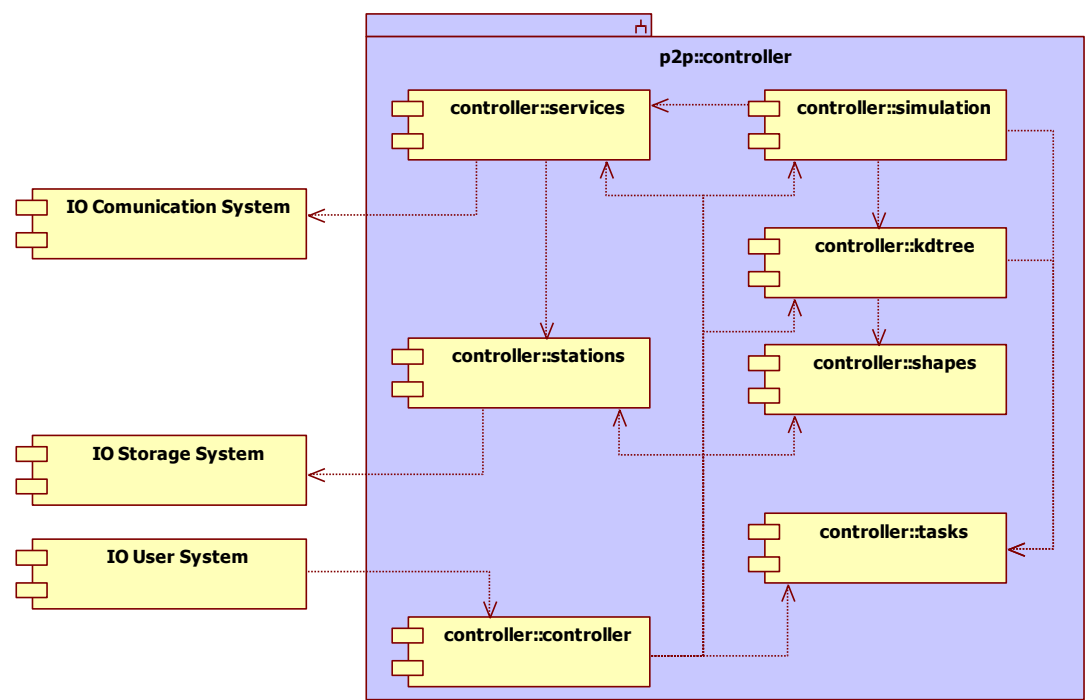 p2p::controller
controller::services
controller::simulation
IO Comunication System
controller::kdtree
controller::stations
controller::shapes
IO Storage System
controller::tasks
IO User System
controller::controller